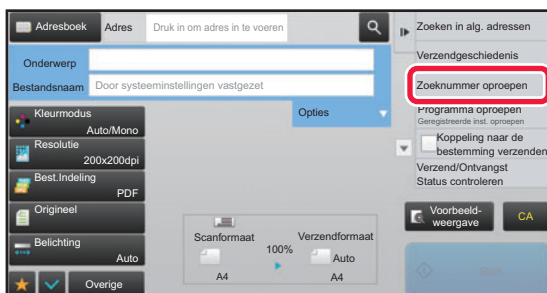 Adresboek
Adres
Druk in om adres in te voeren
Onderwerp
Bestandsnaam
Door systeeminstellingen vastgezet
Opties
Kleurmodus
Auto/Mono
Resolutie
200x200dpi
Best.Indeling
PDF
Origineel
Belichting
Auto
Overige
Scanformaat
A4
100%
Verzendformaat
Auto
A4
Zoeken in alg. adressen
Verzendgeschiedenis
Zoeknummer oproepen
Programma oproepen
Geregistreerde inst. oproepen
Koppeling naar de
bestemming verzenden
Verzend/Ontvangst
Status controleren
Voorbeeld-
weergave
CA
Start